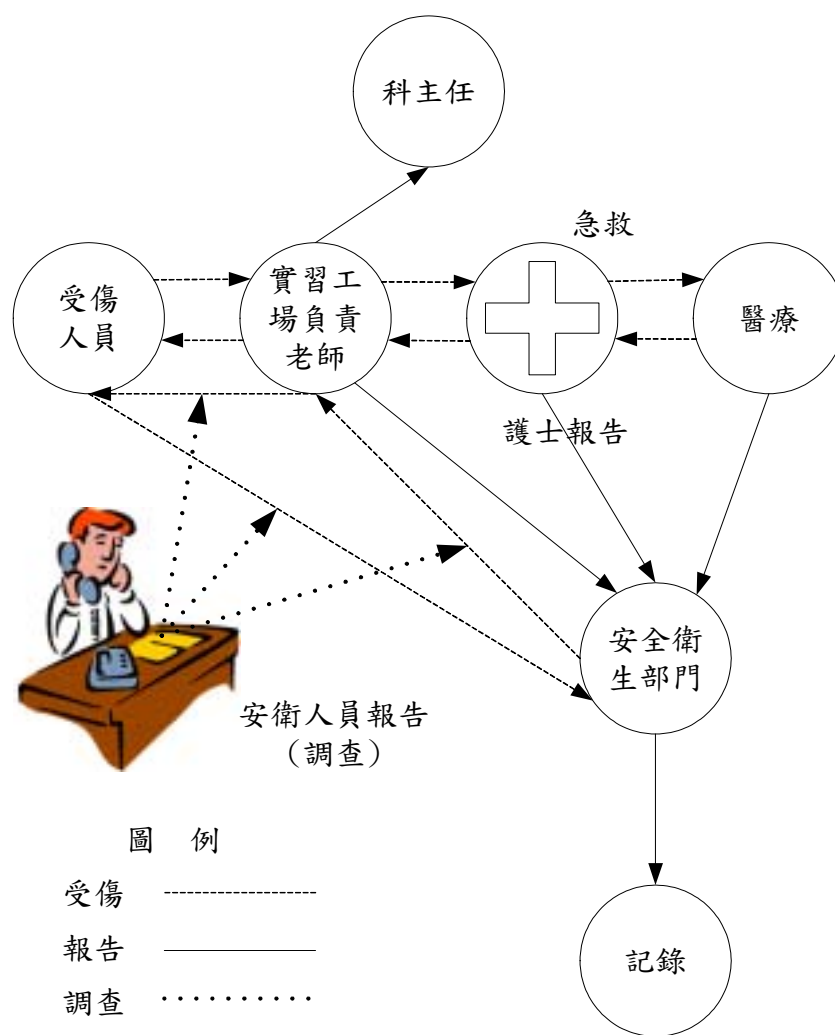 科主任
急救
受傷
人員
實習工
場負責
老師
醫療
護士報告
安全衛
生部門
安衛人員報告
（調查）
圖 例
受傷
報告
調查
記錄